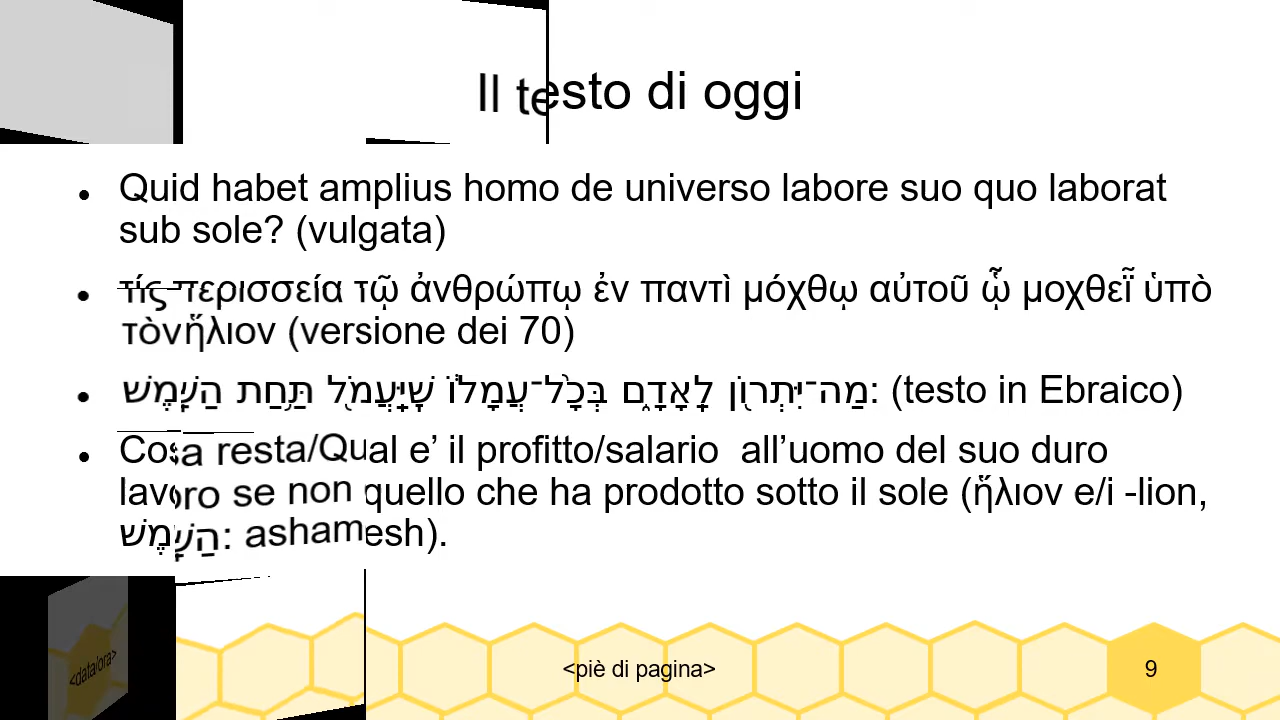 Il testo di oggi
Quid habet amplius homo de universo labore suo quo laborat
sub sole? (vulgata)
τίς περισσεία τῷ ἀνθρώπῳ ἐν παντὶ μόχθῳ αὐτοῦ ᾧ μοχθεῖ ὑπὸ
τὸν ἥλιον (versione dei 70)
מַה־יִּתְר֖וֹן לָֽאָדָ֑ם בְּכָל־עֲמָל֔וֹ שֶֽׁיַּעֲמֹ֖ל תַּ֥חַת הַשָּֽׁמֶשׁ: (testo in Ebraico)
Cosa resta/Qual e’ il profitto/salario all’uomo del suo duro
lavoro se non quello che ha prodotto sotto il sole (ἥλιον e/i -lion,
הַשָּֽׁמֶשׁ: ashamesh).
<data/ora>
<piè di pagina>
9